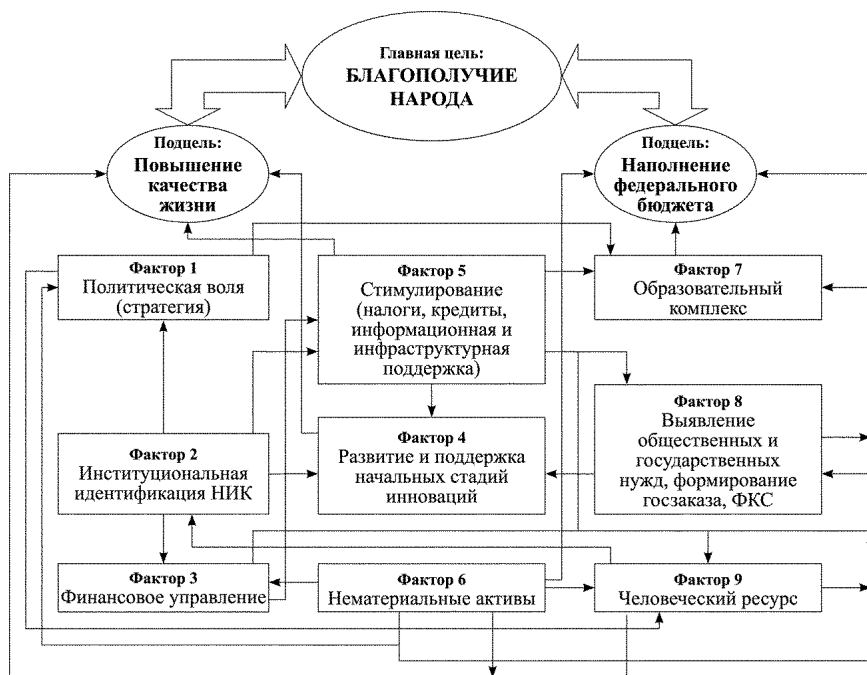 Главная цель:
БЛАГОПОЛУЧИЕ
НАРОДА
Подцель:
Повышение
качества
жизни
Подцель:
Наполнение
федерального
бюджета
Фактор 1
Политическая воля
(стратегия)
Фактор 5
Стимулирование
(налоги, кредиты,
информационная и
инфраструктурная
поддержка)
Фактор 7
Образовательный
комплекс
Фактор 2
Институциональная
идентификация НИК
Фактор 4
Развитие и поддержка
начальных стадий
инноваций
Фактор 8
Выявление
общественных и
государственных
нужд, формирование
госзаказа, ФКС
Фактор 3
Финансовое управление
Фактор 6
Нематериальные активы
Фактор 9
Человеческий ресурс